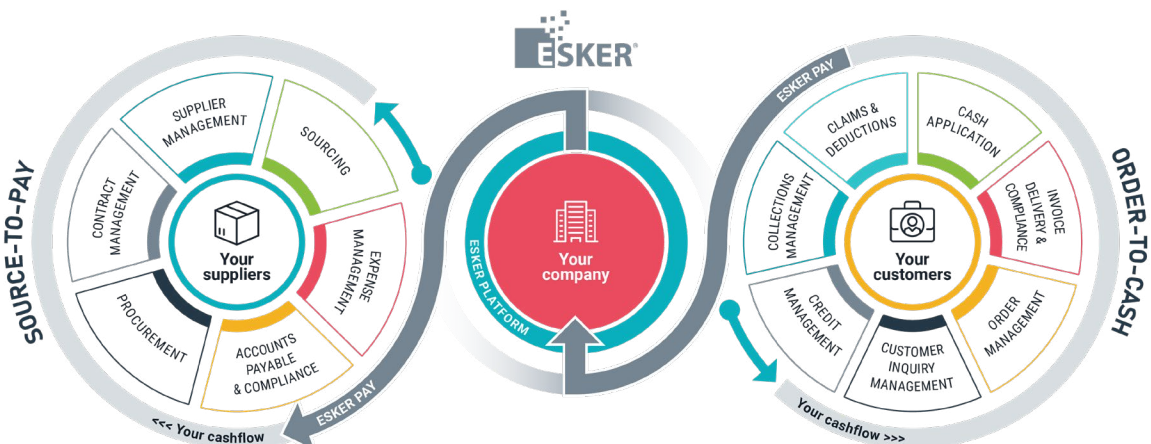 ESKER®
SOURCE-TO-PAY
SUPPLIER
MANAGEMENT
SOURCING
CONTRACT
MANAGEMENT
EXPENSE
MANAGEMENT
PROCUREMENT
ACCOUNTS
PAYABLE
& COMPLIANCE
Your
suppliers
<<< Your cashflow
ESKER PAY
ESKER PLATFORM
Your
company
ESKER PAY
CLAIMS &
DEDUCTIONS
CASH
APPLICATION
COLLECTIONS
MANAGEMENT
INVOICE
DELIVERY &
COMPLIANCE
CREDIT
MANAGEMENT
CUSTOMER
INQUIRY
MANAGEMENT
ORDER
MANAGEMENT
Your
customers
Your cashflow >>>
ORDER-TO-CASH